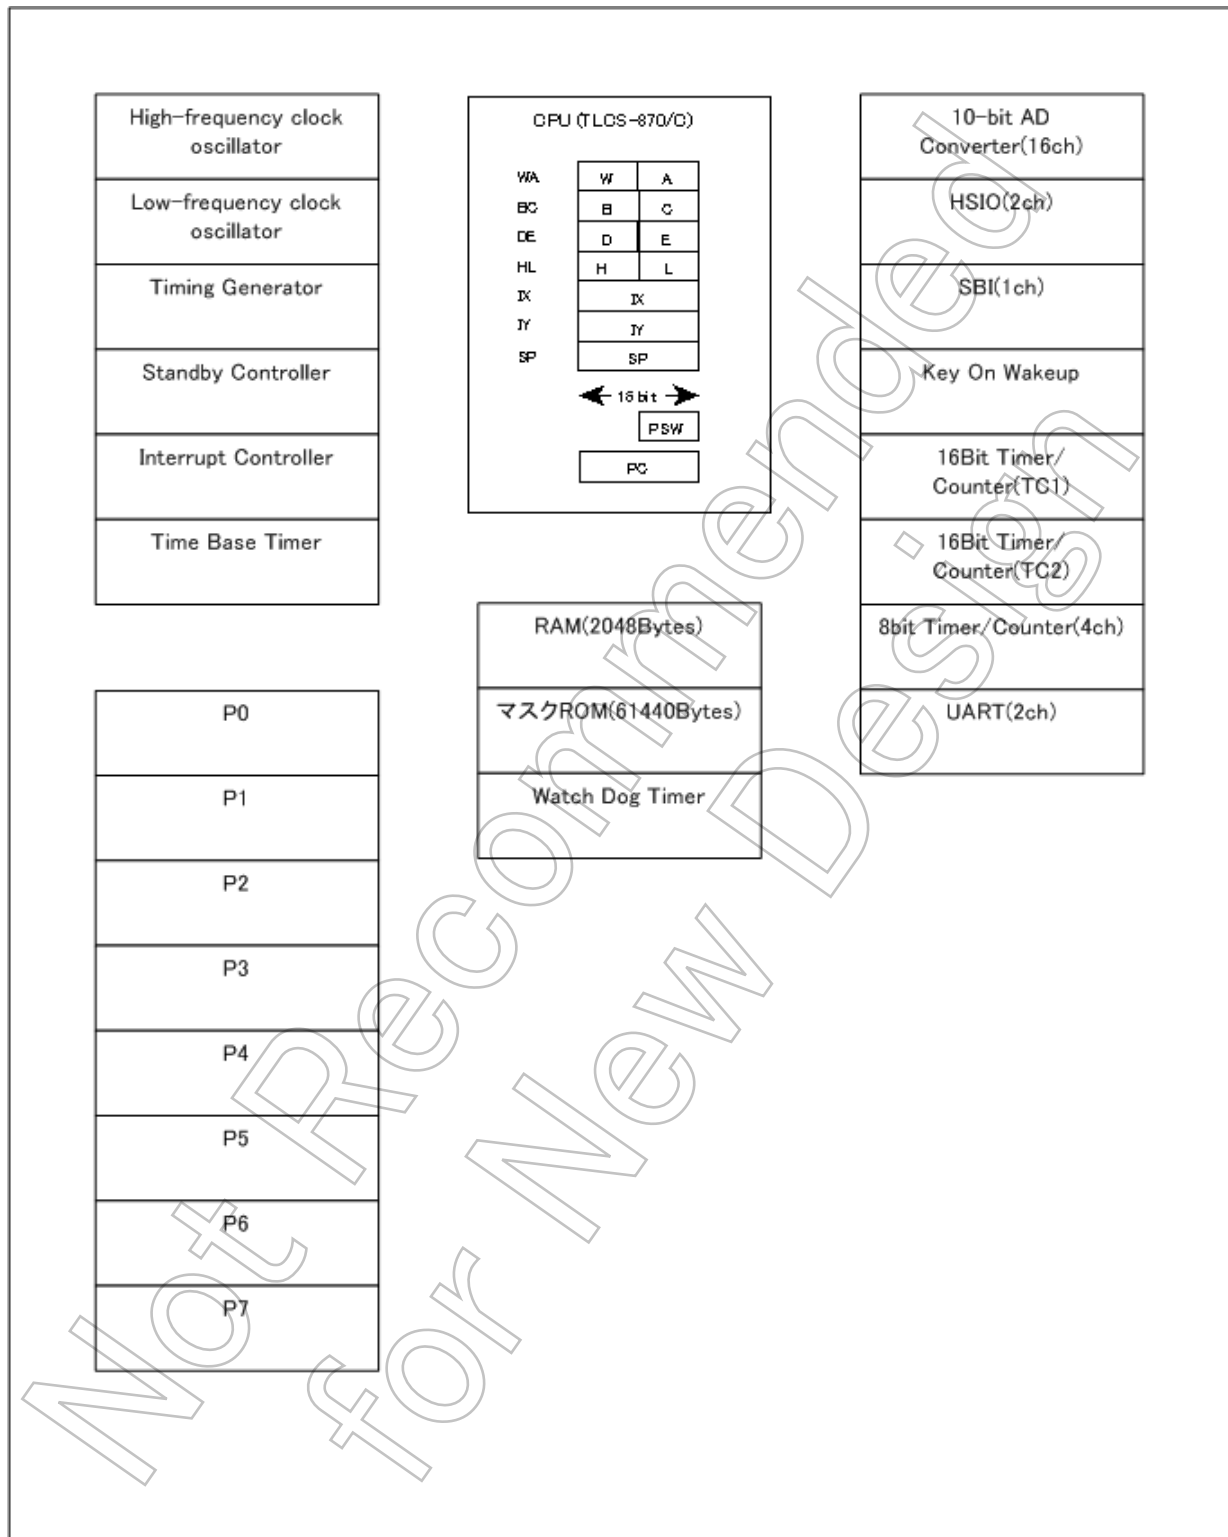 High-frequency clock
oscillator
Low-frequency clock
oscillator
Timing Generator
Standby Controller
Interrupt Controller
Time Base Timer
CPU (TLCS-870/C)
WA W A
BC B C
DE D E
HL H L
IX IX
IY IY
SP SP
16 bit
PSW
PC
10-bit AD
Converter(16ch)
HSIO(2ch)
SBI(1ch)
Key On Wakeup
16Bit Timer/
Counter(TC1)
16Bit Timer/
Counter(TC2)
8bit Timer/Counter(4ch)
UART(2ch)
RAM(2048Bytes)
マスクROM(61440Bytes)
Watch Dog Timer
P0
P1
P2
P3
P4
P5
P6
P7
Not Recommended
for New Design